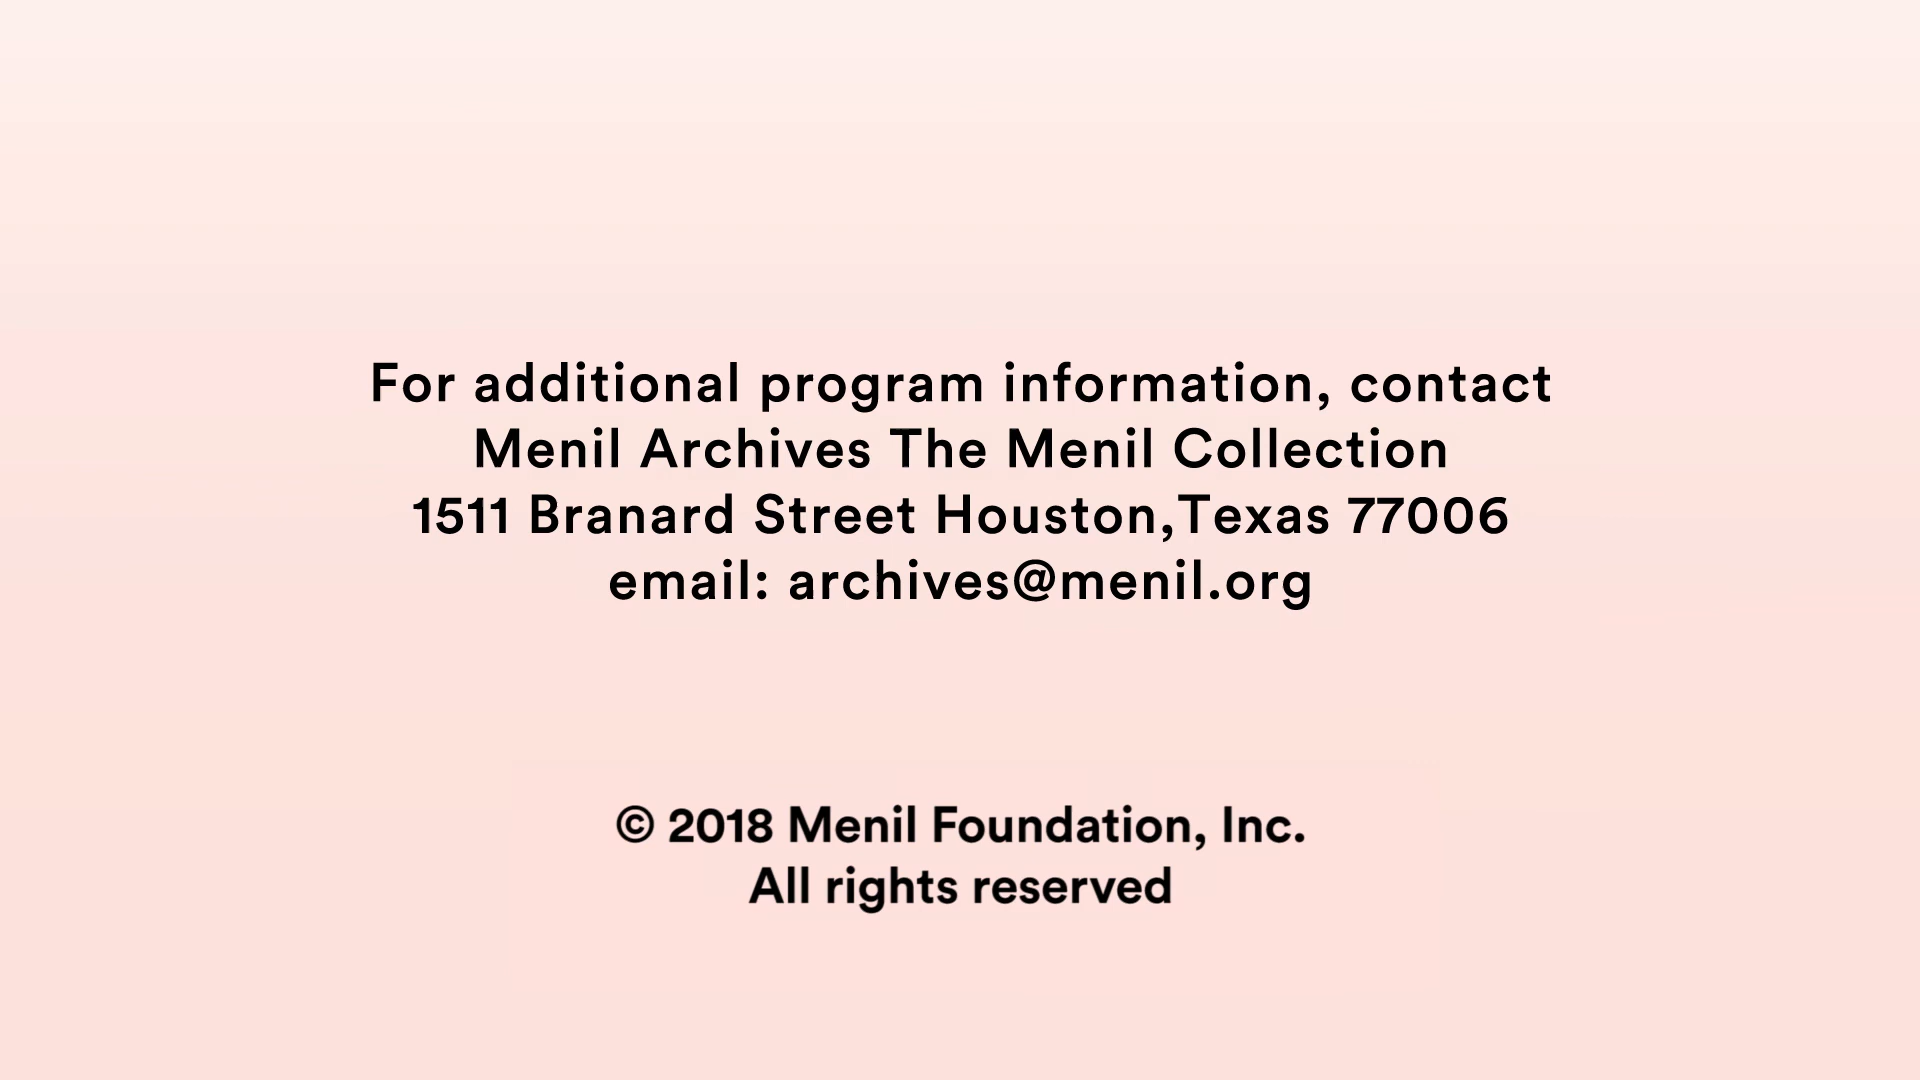 For additional program information, contact
Menil Archives The Menil Collection
1511 Branard Street Houston,Texas 77006
email: archives@menil.org
© 2018 Menil Foundation, Inc.
All rights reserved